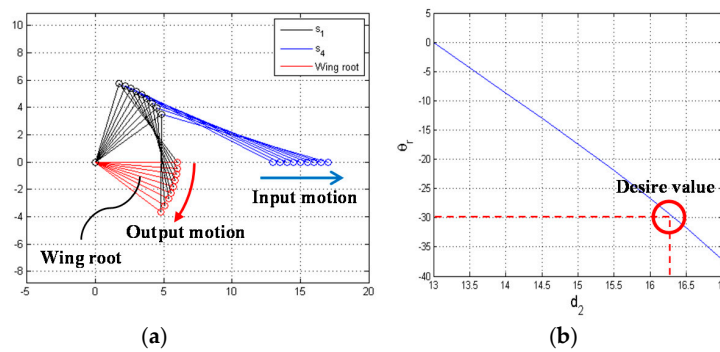 10
8
6
4
2
0
-2
-4
-6
-8
-5 0 5 10 15 20
s1
s4
Wing root
Input motion
Output motion
Wing root
(a)
5
0
-5
-10
-15
-20
-25
-30
-35
-40
θr
Desire value
13 13.5 14 14.5 15 15.5 16 16.5 17
d2
(b)